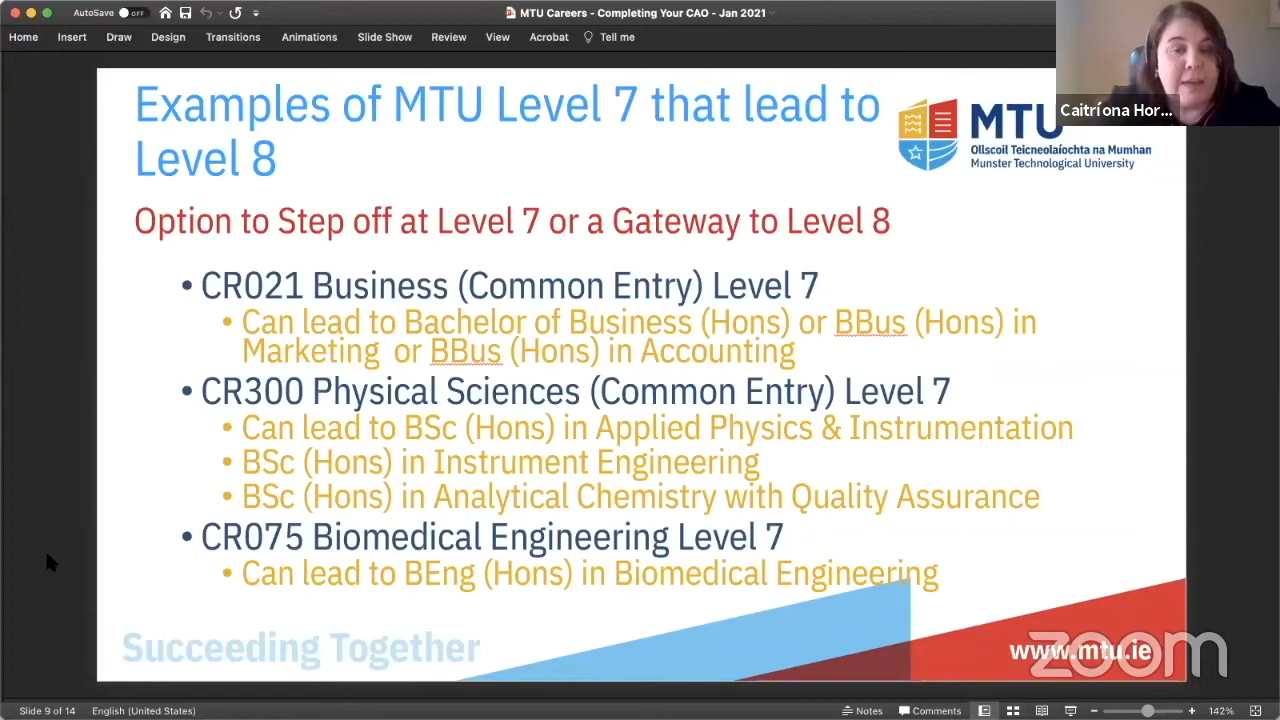 AutoSave OFF
MTU Careers - Completing Your CAO - Jan 2021
Home Insert Draw Design Transitions Animations Slide Show Review View Acrobat Tell me
Caitríona Hor...
Examples of MTU Level 7 that lead to
Level 8
MTU
Ollscoil Teicneolaíochta na Mumhan
Munster Technological University
Option to Step off at Level 7 or a Gateway to Level 8
• CR021 Business (Common Entry) Level 7
• Can lead to Bachelor of Business (Hons) or BBus (Hons) in
Marketing or BBus (Hons) in Accounting
• CR300 Physical Sciences (Common Entry) Level 7
• Can lead to BSc (Hons) in Applied Physics & Instrumentation
• BSc (Hons) in Instrument Engineering
• BSc (Hons) in Analytical Chemistry with Quality Assurance
• CR075 Biomedical Engineering Level 7
• Can lead to BEng (Hons) in Biomedical Engineering
Succeeding Together
www.mtu.ie
zoom
Slide 9 of 14 English (United States) Notes Comments 142%